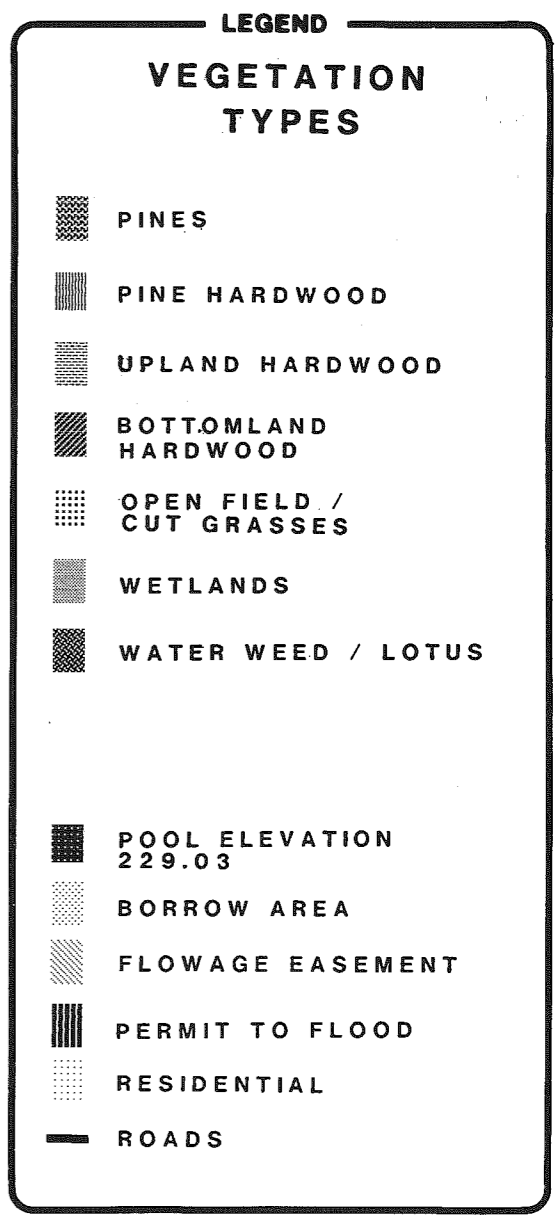 LEGEND
VEGETATION
TYPES
PINES
PINE HARDWOOD
UPLAND HARDWOOD
BOTTOMLAND
HARDWOOD
OPEN FIELD /
CUT GRASSES
WETLANDS
WATER WEED / LOTUS
POOL ELEVATION
229.03
BORROW AREA
FLOWAGE EASEMENT
PERMIT TO FLOOD
RESIDENTIAL
ROADS